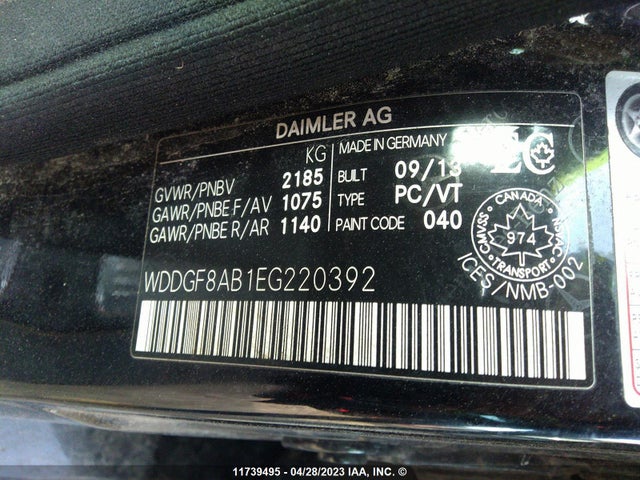 DAIMLER AG
KG
GVWR/PNBV 2185
GAWR/PNBE F/AV 1075
GAWR/PNBE R/AR 1140
MADE IN GERMANY
BUILT 09/13
TYPE PC/VT
PAINT CODE 040
EC
CANADA
CMVSS 974 NSVAC
TRANSPORT
ICES/NMB-002
WDDGF8AB1EG220392
11739495 - 04/28/2023 IAA, INC. ©